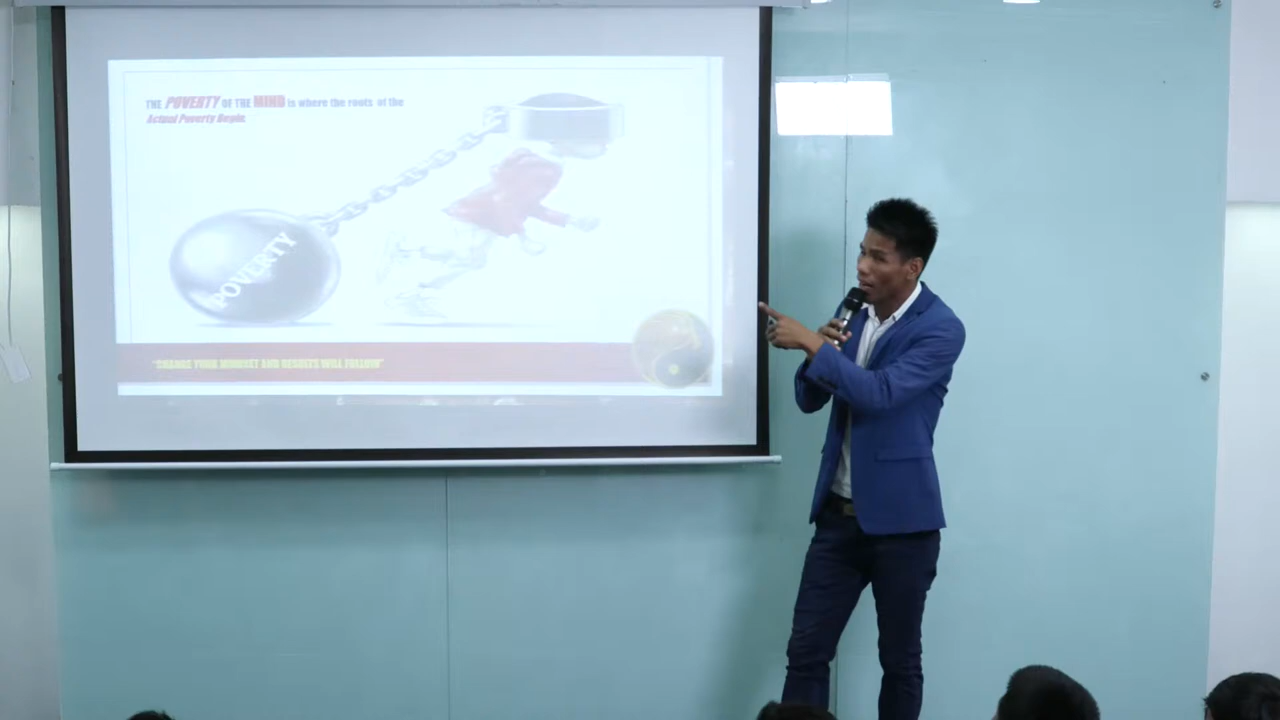 THE POVERTY OF THE MIND is where the roots of the
Actual Poverty Begin.
POVERTY
"CHANGE YOUR MINDSET AND RESULTS WILL FOLLOW"